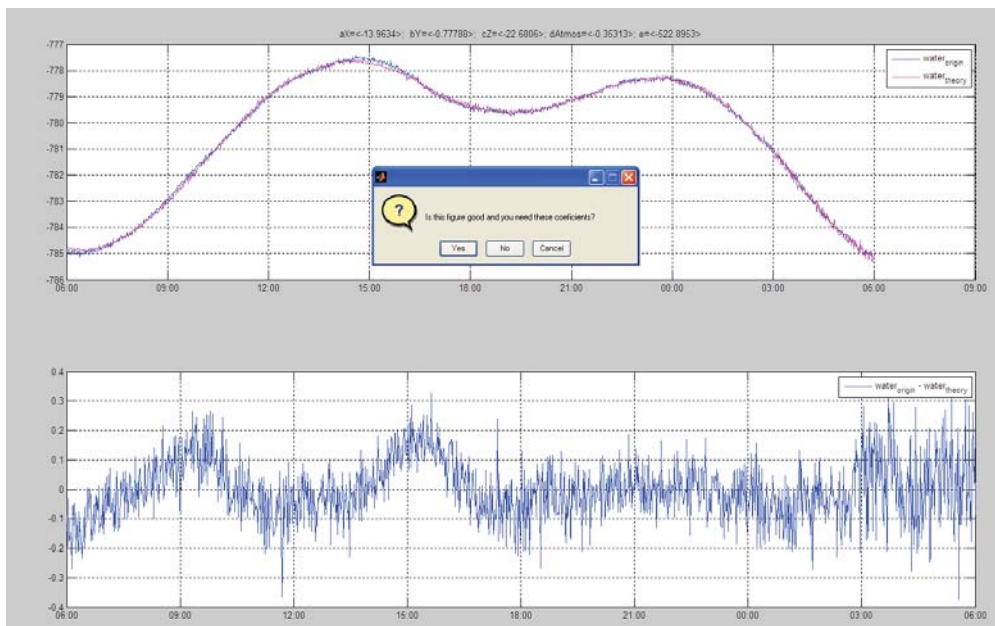 aX=<-13.9634>; bY=<-0.77788>; cZ=<-22.6806>; dAtmos=<-0.35313>; e=<-522.8953>
-777
-778
-779
-780
-781
-782
-783
-784
-785
-786
water origin
water theory
?
Is this figure good and you need these coeficients?
Yes No Cancel
06:00 09:00 12:00 15:00 18:00 21:00 00:00 03:00 06:00 09:00
0.4
0.3
0.2
0.1
0
-0.1
-0.2
-0.3
-0.4
water origin - water theory
06:00 09:00 12:00 15:00 18:00 21:00 00:00 03:00 06:00